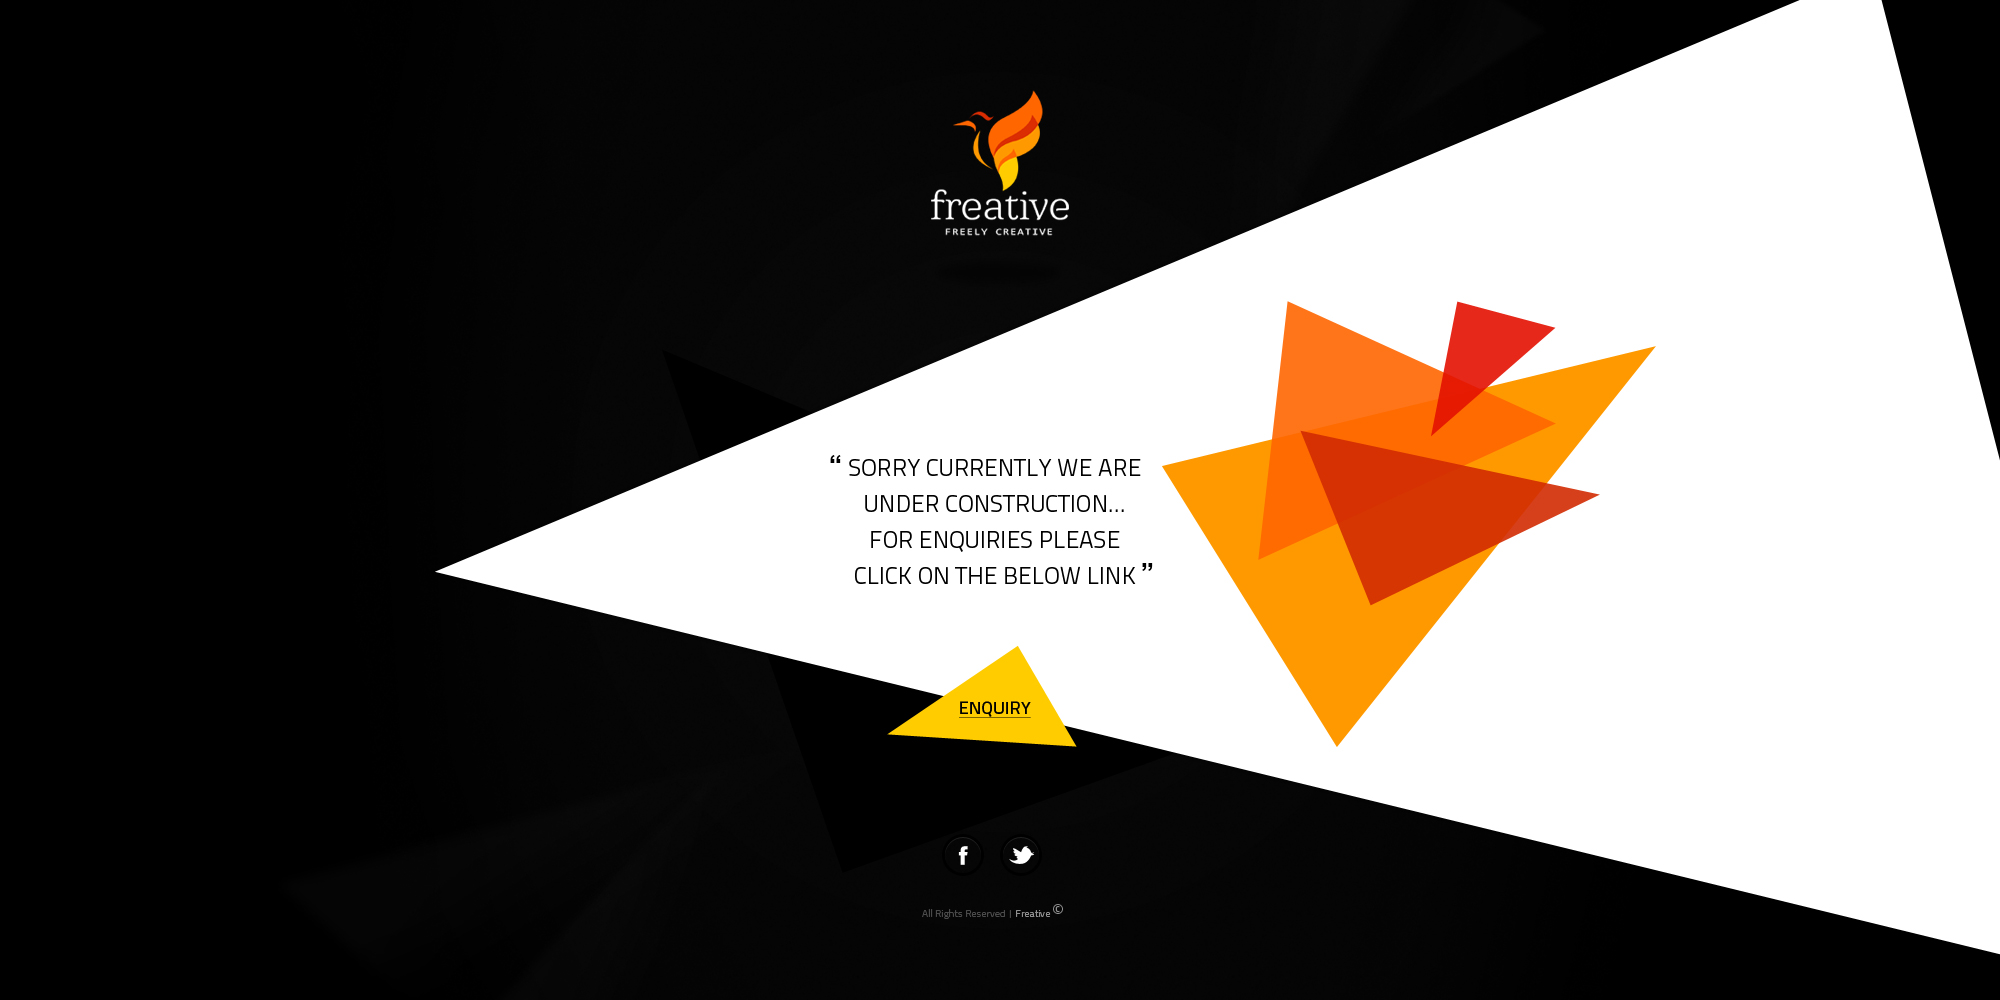 freative
FREELY CREATIVE
“ SORRY CURRENTLY WE ARE
UNDER CONSTRUCTION...
FOR ENQUIRIES PLEASE
CLICK ON THE BELOW LINK ”
ENQUIRY
f
All Rights Reserved | Freative ©